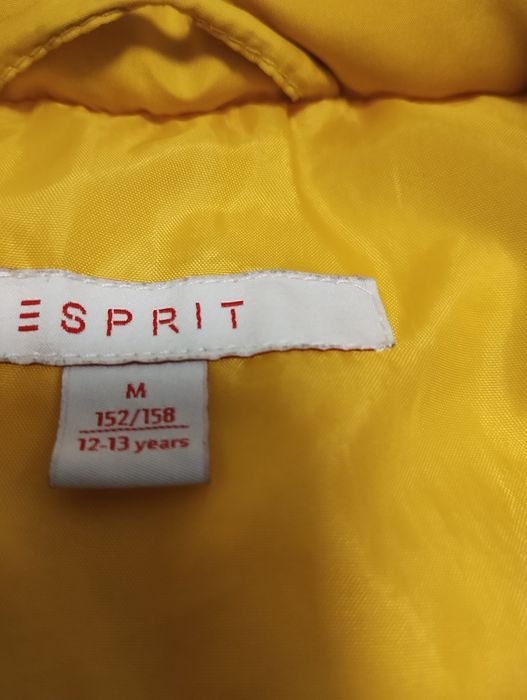 ESPRIT
M
152/158
12-13 years